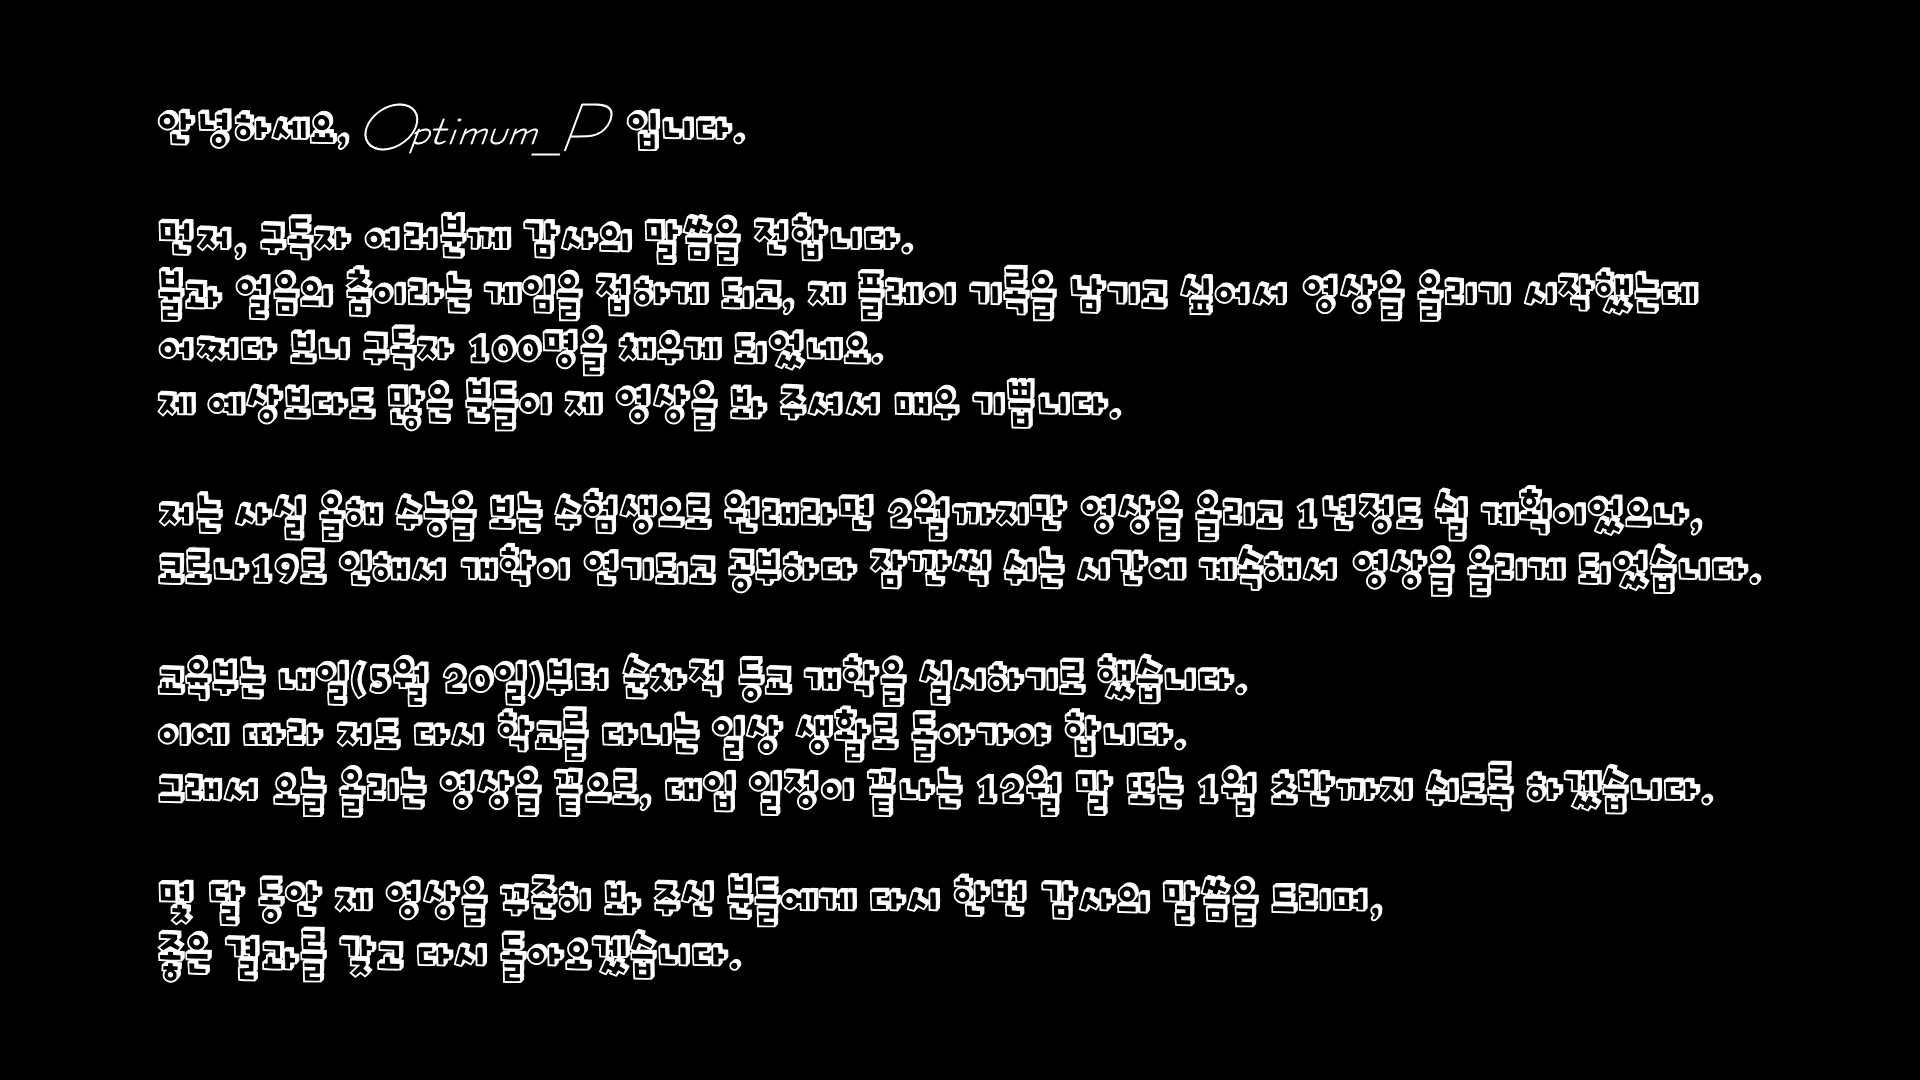 안녕하세요, Optimum_P 입니다.
먼저, 구독자 여러분께 감사의 말씀을 전합니다.
불과 얼음의 춤이라는 게임을 접하게 되고, 제 플레이 기록을 남기고 싶어서 영상을 올리기 시작했는데
어쩌다 보니 구독자 100명을 채우게 되었네요.
제 예상보다도 많은 분들이 제 영상을 봐 주셔서 매우 기쁩니다.
저는 사실 올해 수능을 보는 수험생으로 원래라면 2월까지만 영상을 올리고 1년정도 쉴 계획이었으나,
코로나19로 인해서 개학이 연기되고 공부하다 잠깐씩 쉬는 시간에 계속해서 영상을 올리게 되었습니다.
교육부는 내일(5월 20일)부터 순차적 등교 개학을 실시하기로 했습니다.
이에 따라 저도 다시 학교를 다니는 일상 생활로 돌아가야 합니다.
그래서 오늘 올리는 영상을 끝으로, 대입 일정이 끝나는 12월 말 또는 1월 초반까지 쉬도록 하겠습니다.
몇 달 동안 제 영상을 꾸준히 봐 주신 분들에게 다시 한번 감사의 말씀을 드리며,
좋은 결과를 갖고 다시 돌아오겠습니다.